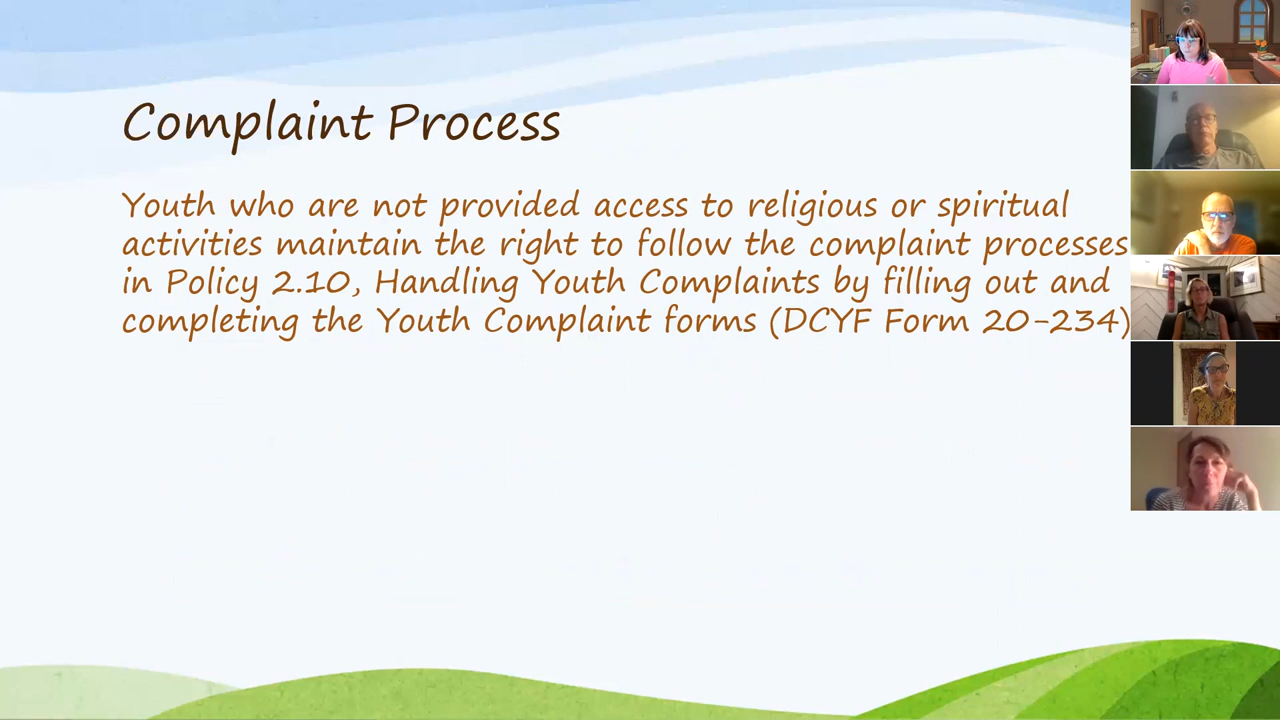 Complaint Process
Youth who are not provided access to religious or spiritual
activities maintain the right to follow the complaint processes
in Policy 2.10, Handling Youth Complaints by filling out and
completing the Youth Complaint forms (DCYF Form 20-234)